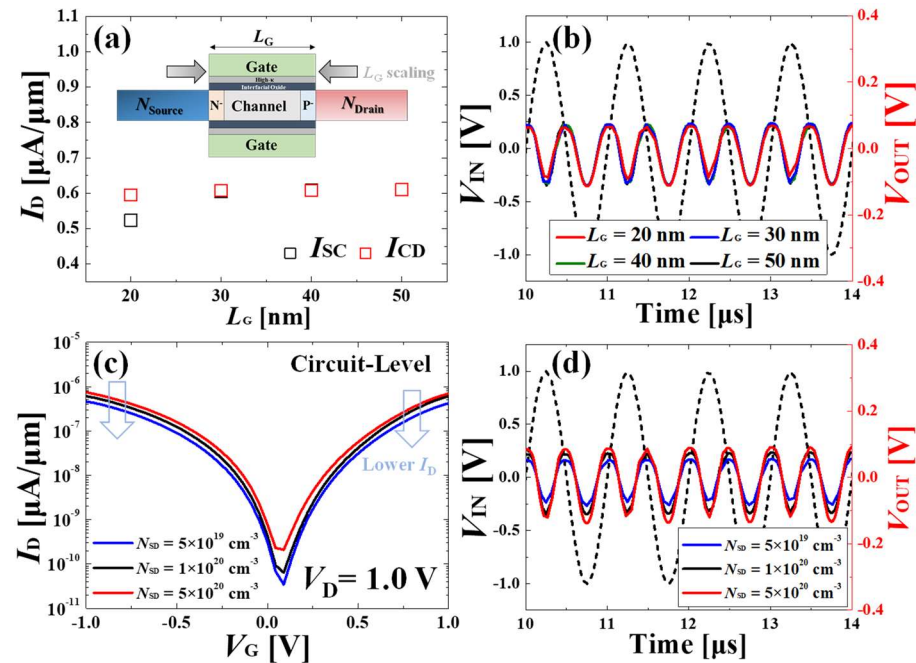 (a)
L_G
Gate
High-κ
Interfacial Oxide
L_G scaling
N_Source
N⁻
Channel
P⁻
N_Drain
Gate
I_SC
I_CD
1.1
1.0
0.9
0.8
0.7
0.6
0.5
0.4
I_D [μA/μm]
20
30
40
50
L_G [nm]
(b)
1.0
0.5
0.0
-0.5
-1.0
V_IN [V]
0.4
0.2
0.0
-0.2
-0.4
V_OUT [V]
L_G = 20 nm
L_G = 30 nm
L_G = 40 nm
L_G = 50 nm
10
11
12
13
14
Time [μs]
(c)
Circuit-Level
Lower I_D
N_SD = 5×10¹⁹ cm⁻³
N_SD = 1×10²⁰ cm⁻³
N_SD = 5×10²⁰ cm⁻³
V_D= 1.0 V
10⁻⁵
10⁻⁶
10⁻⁷
10⁻⁸
10⁻⁹
10⁻¹⁰
10⁻¹¹
I_D [μA/μm]
-1.0
-0.5
0.0
0.5
1.0
V_G [V]
(d)
1.0
0.5
0.0
-0.5
-1.0
V_IN [V]
0.4
0.2
0.0
-0.2
-0.4
V_OUT [V]
N_SD = 5×10¹⁹ cm⁻³
N_SD = 1×10²⁰ cm⁻³
N_SD = 5×10²⁰ cm⁻³
10
11
12
13
14
Time [μs]